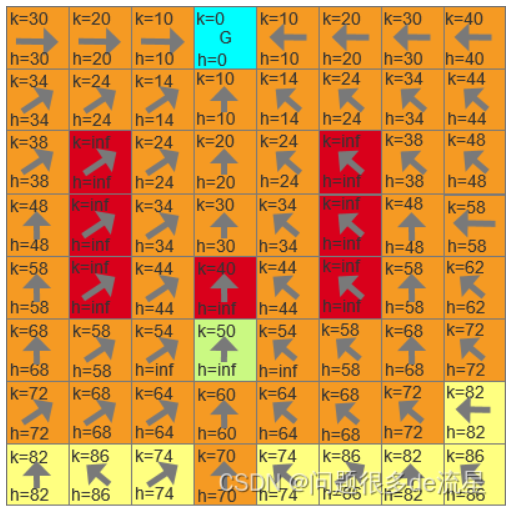 k=30 k=20 k=10 k=0 k=10 k=20 k=30 k=40
G
h=30 h=20 h=10 h=0 h=10 h=20 h=30 h=40
k=34 k=24 k=14 k=10 k=14 k=24 k=34 k=44
h=34 h=24 h=14 h=10 h=14 h=24 h=34 h=44
k=38 k=inf k=24 k=20 k=24 k=inf k=38 k=48
h=38 h=inf h=24 h=20 h=24 h=inf h=38 h=48
k=48 k=inf k=34 k=30 k=34 k=inf k=48 k=58
h=48 h=inf h=34 h=30 h=34 h=inf h=48 h=58
k=58 k=inf k=44 k=40 k=44 k=inf k=58 k=62
h=58 h=inf h=44 h=inf h=44 h=inf h=58 h=62
k=68 k=58 k=54 k=50 k=54 k=58 k=68 k=72
h=68 h=58 h=inf h=inf h=inf h=58 h=68 h=72
k=72 k=68 k=64 k=60 k=64 k=68 k=72 k=82
h=72 h=68 h=64 h=60 h=64 h=68 h=72 h=82
k=82 k=86 k=74 k=70 k=74 k=86 k=82 k=86
CSDN @问题很多de流星
h=82 h=86 h=74 h=70 h=74 h=86 h=82 h=86